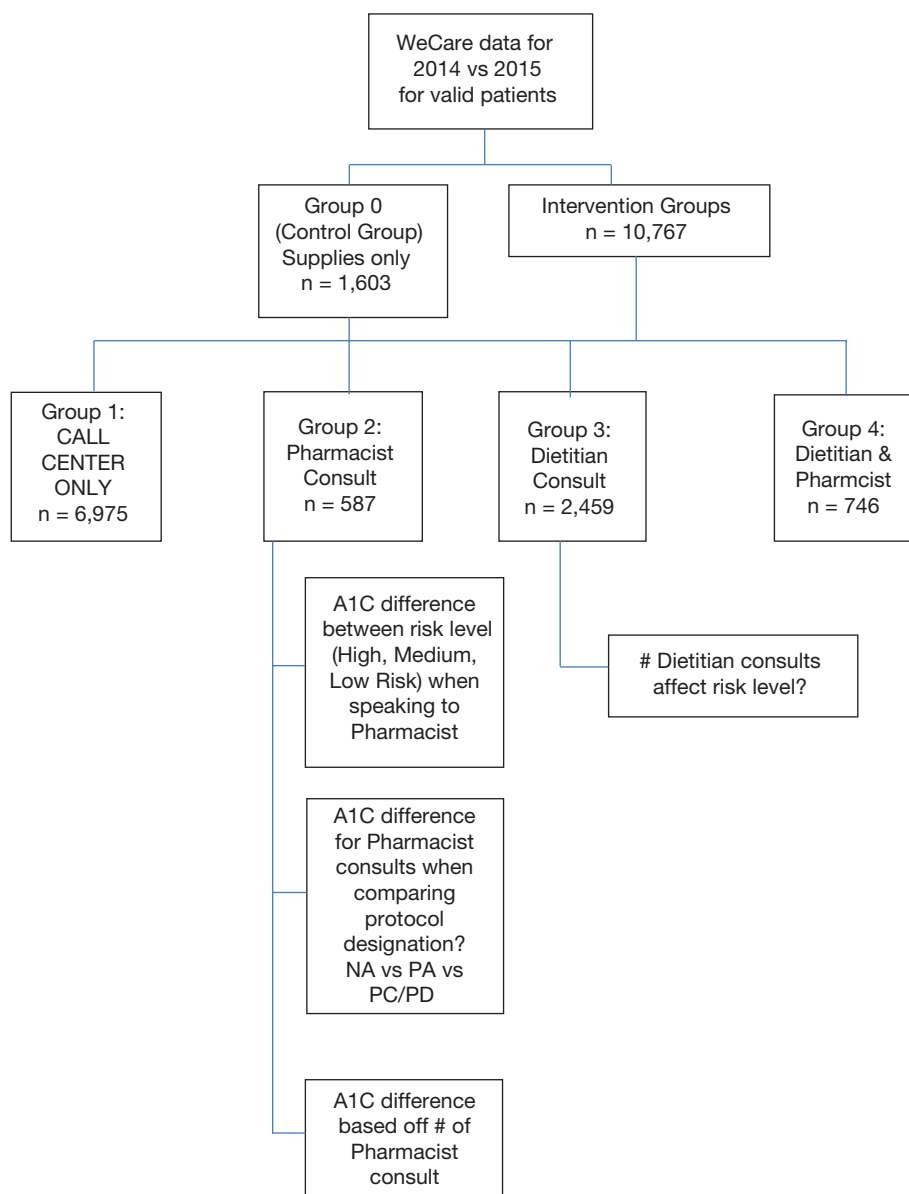 WeCare data for
2014 vs 2015
for valid patients
Group 0
(Control Group)
Supplies only
n = 1,603
Intervention Groups
n = 10,767
Group 1:
CALL
CENTER
ONLY
n = 6,975
Group 2:
Pharmacist
Consult
n = 587
Group 3:
Dietitian
Consult
n = 2,459
Group 4:
Dietitian &
Pharmcist
n = 746
A1C difference
between risk level
(High, Medium,
Low Risk) when
speaking to
Pharmacist
# Dietitian consults
affect risk level?
A1C difference
for Pharmacist
consults when
comparing
protocol
designation?
NA vs PA vs
PC/PD
A1C difference
based off # of
Pharmacist
consult